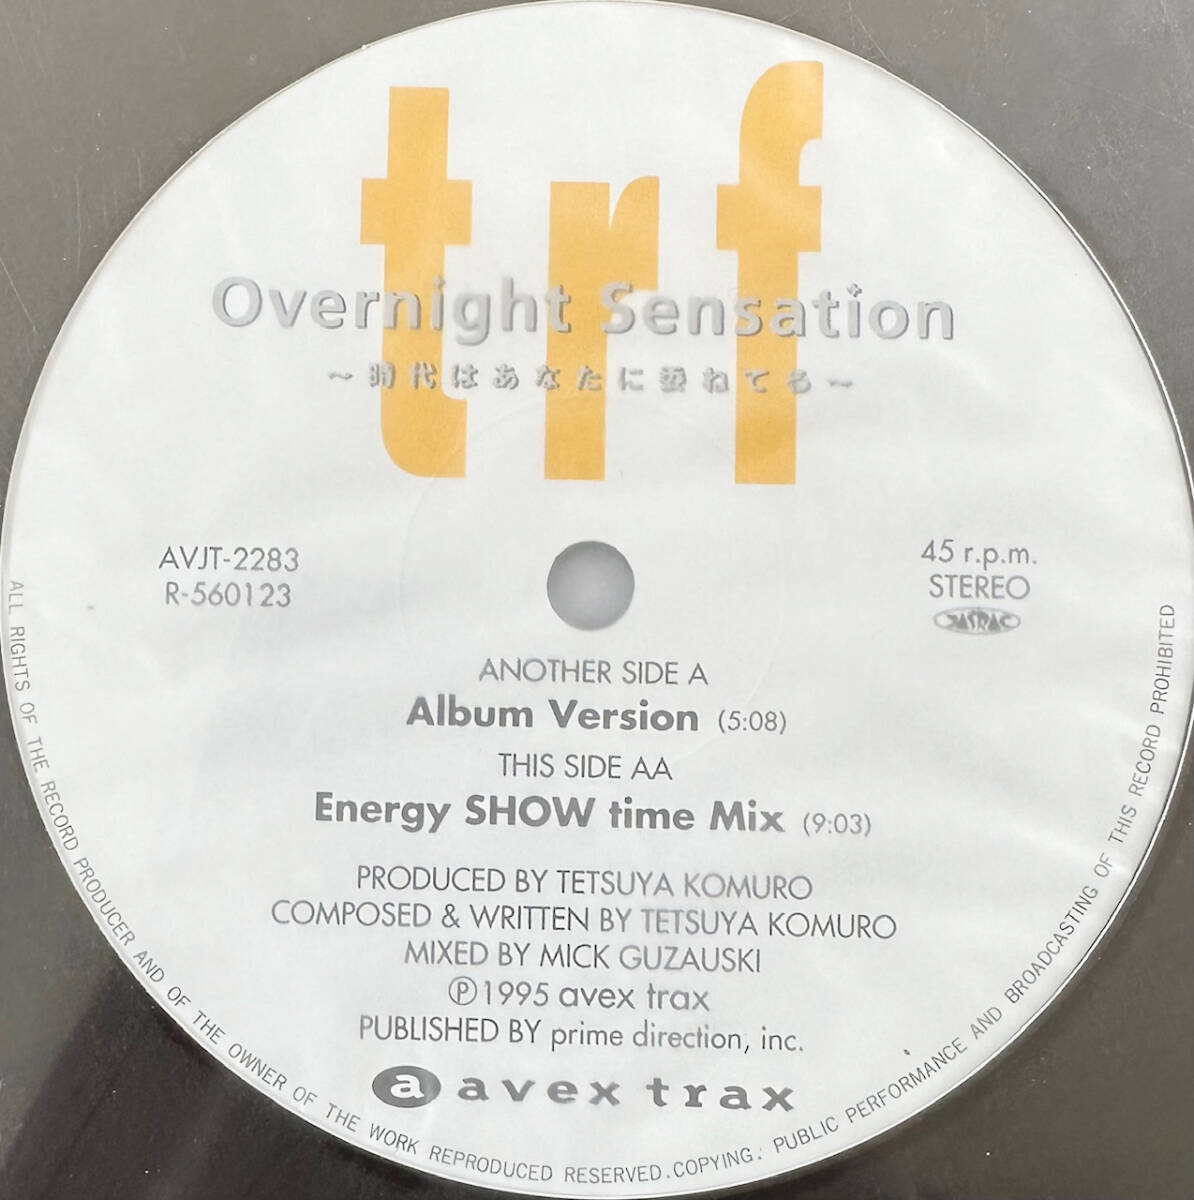 trf
Overnight Sensation
～時代はあなたに委ねてる～
AVJT-2283
R-560123
45 r.p.m.
STEREO
JASRAC
ANOTHER SIDE A
Album Version (5:08)
THIS SIDE AA
Energy SHOW time Mix (9:03)
PRODUCED BY TETSUYA KOMURO
COMPOSED & WRITTEN BY TETSUYA KOMURO
MIXED BY MICK GUZAUSKI
Ⓟ1995 avex trax
PUBLISHED BY prime direction, inc.
a avex trax
ALL RIGHTS OF THE RECORD PRODUCER AND OF THE OWNER OF THE WORK REPRODUCED RESERVED. COPYING. PUBLIC PERFORMANCE AND BROADCASTING OF THIS RECORD PROHIBITED